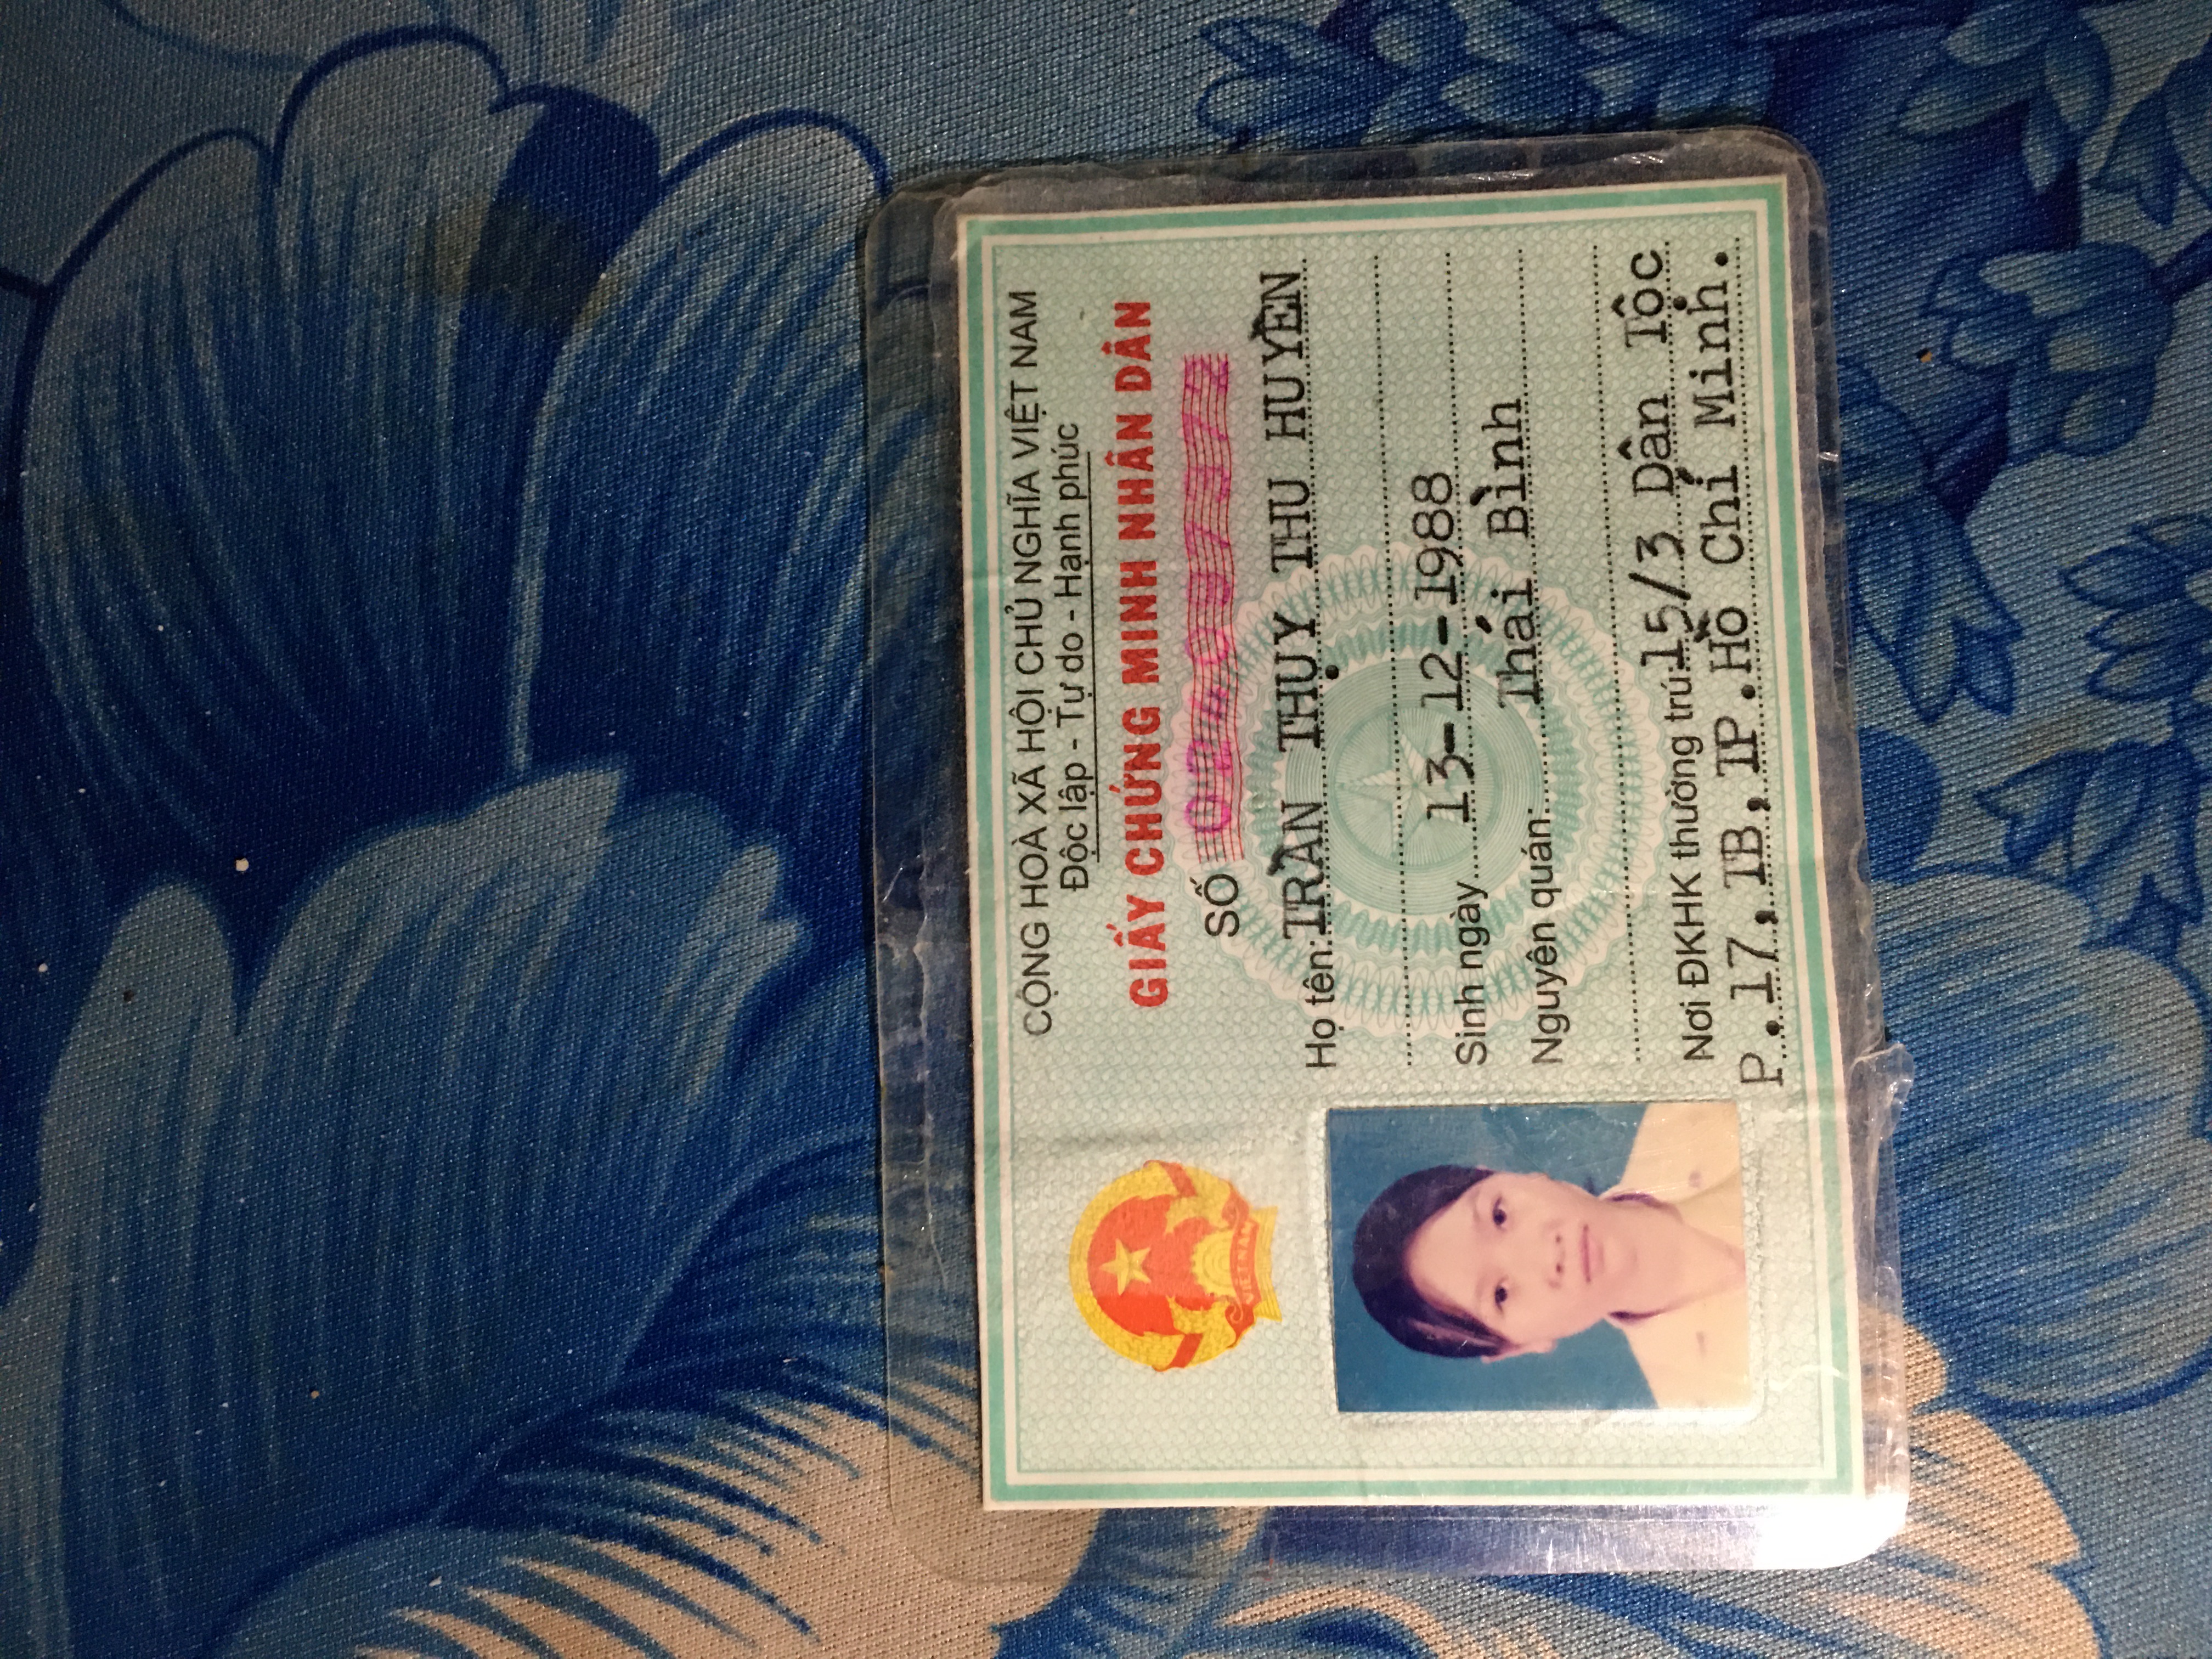 CỘNG HOÀ XÃ HỘI CHỦ NGHĨA VIỆT NAM
Độc lập - Tự do - Hạnh phúc
GIẤY CHỨNG MINH NHÂN DÂN
SỐ
Họ tên: TRẦN THỤY THU HUYỀN
Sinh ngày 13-12-1988
Nguyên quán: Thái Bình
Nơi ĐKHK thường trú: 15/3 Dân Tộc
P.17, TB, TP.Hồ Chí Minh.
VIỆT NAM